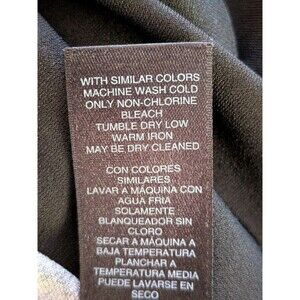 WITH SIMILAR COLORS
MACHINE WASH COLD
ONLY NON-CHLORINE
BLEACH
TUMBLE DRY LOW
WARM IRON
MAY BE DRY CLEANED
CON COLORES
SIMILARES
LAVAR A MÁQUINA CON
AGUA FRIA
SOLAMENTE
BLANQUEADOR SIN
CLORO
SECAR A MÁQUINA A
BAJA TEMPERATURA
PLANCHAR A
TEMPERATURA MEDIA
PUEDE LAVARSE EN
SECO